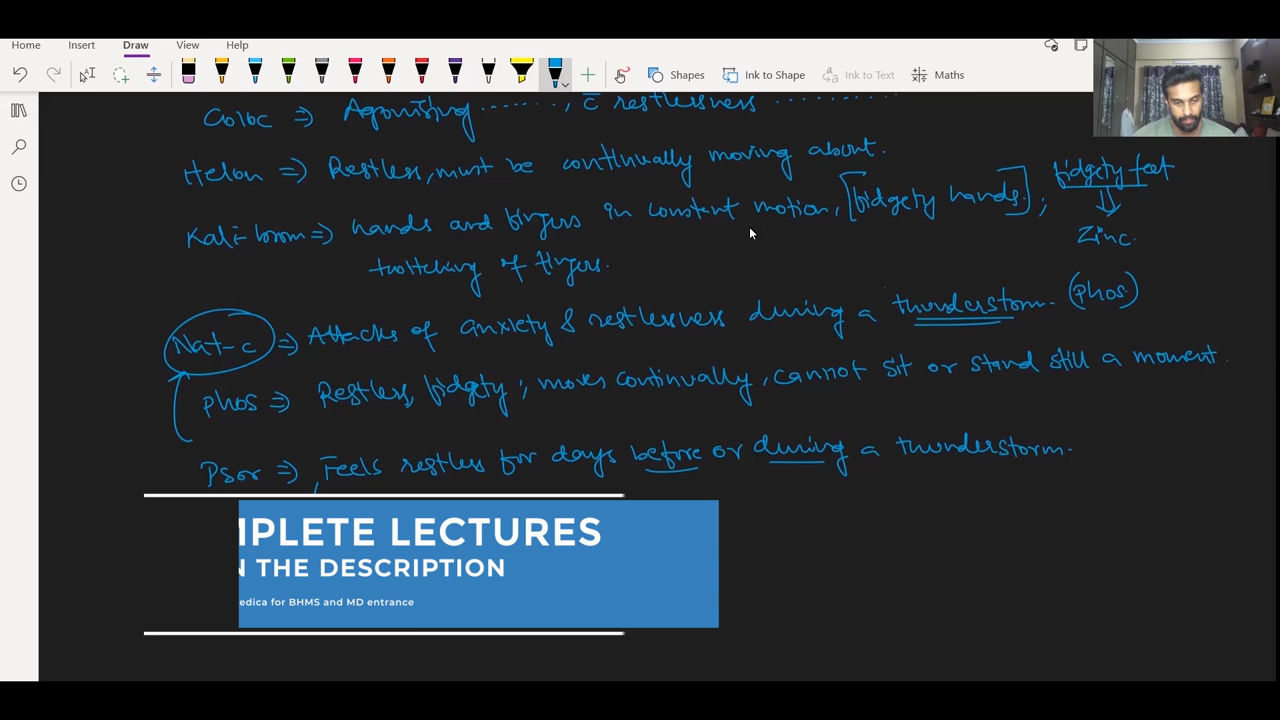 Home Insert Draw View Help
Shapes Ink to Shape Ink to Text Maths
Coloc ⇒ Agonising ......., c̄ restlessness ..........
Helon ⇒ Restless, must be continually moving about.
Kali-brom ⇒ hands and fingers in constant motion, [fidgety hands]; fidgety feet
⇓
Zinc.
twitching of fingers.
Nat-c ⇒ Attacks of anxiety & restlessness during a thunderstorm. (Phos.)
Phos ⇒ Restless, fidgety; moves continually, cannot sit or stand still a moment.
Psor ⇒ Feels restless for days before or during a thunderstorm.
MPLETE LECTURES
N THE DESCRIPTION
edica for BHMS and MD entrance